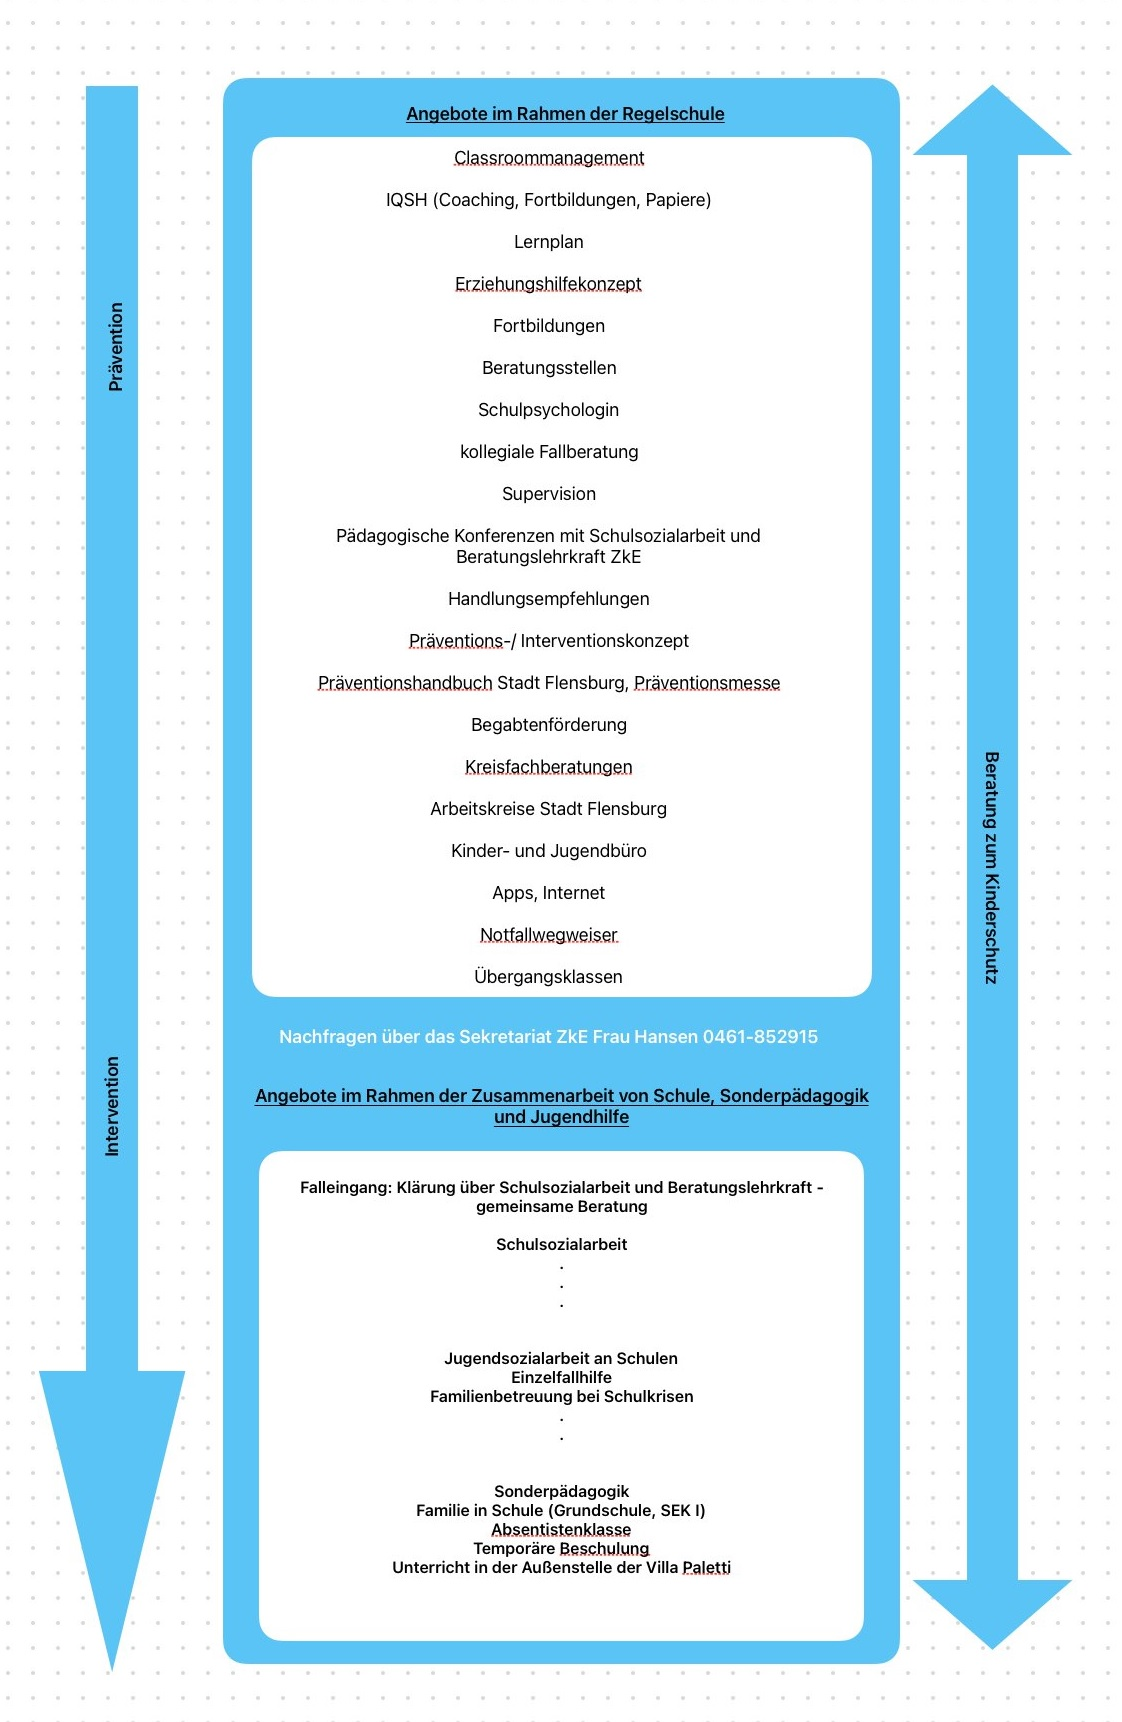 Angebote im Rahmen der Regelschule
Classroommanagement
IQSH (Coaching, Fortbildungen, Papiere)
Lernplan
Erziehungshilfekonzept
Fortbildungen
Beratungsstellen
Schulpsychologin
kollegiale Fallberatung
Supervision
Pädagogische Konferenzen mit Schulsozialarbeit und
Beratungslehrkraft ZkE
Handlungsempfehlungen
Präventions-/ Interventionskonzept
Präventionshandbuch Stadt Flensburg, Präventionsmesse
Begabtenförderung
Kreisfachberatungen
Arbeitskreise Stadt Flensburg
Kinder- und Jugendbüro
Apps, Internet
Notfallwegweiser
Übergangsklassen
Nachfragen über das Sekretariat ZkE Frau Hansen 0461-852915
Angebote im Rahmen der Zusammenarbeit von Schule, Sonderpädagogik
und Jugendhilfe
Falleingang: Klärung über Schulsozialarbeit und Beratungslehrkraft -
gemeinsame Beratung
Schulsozialarbeit
.
.
.
Jugendsozialarbeit an Schulen
Einzelfallhilfe
Familienbetreuung bei Schulkrisen
.
.
Sonderpädagogik
Familie in Schule (Grundschule, SEK I)
Absentistenklasse
Temporäre Beschulung
Unterricht in der Außenstelle der Villa Paletti
Prävention
Intervention
Beratung zum Kinderschutz